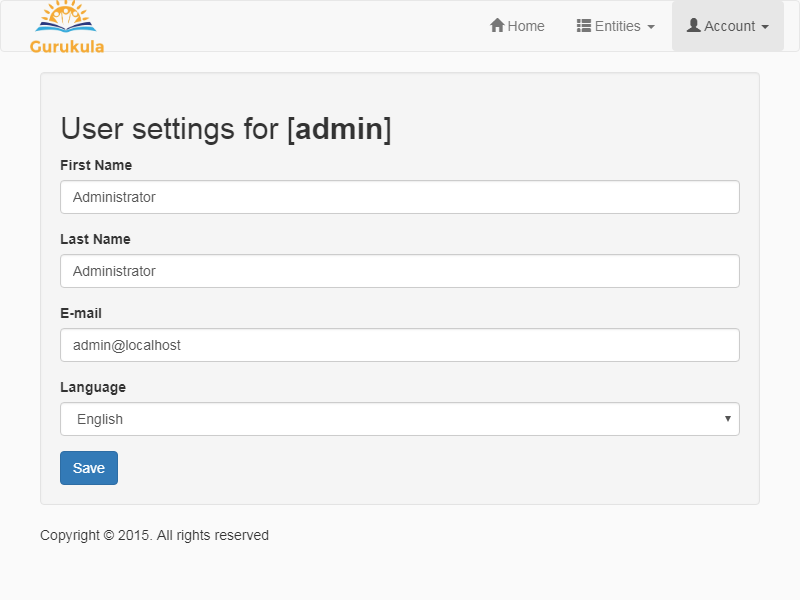 Gurukula
Home
Entities
Account
User settings for [admin]
First Name
Administrator
Last Name
Administrator
E-mail
admin@localhost
Language
English
Save
Copyright © 2015. All rights reserved